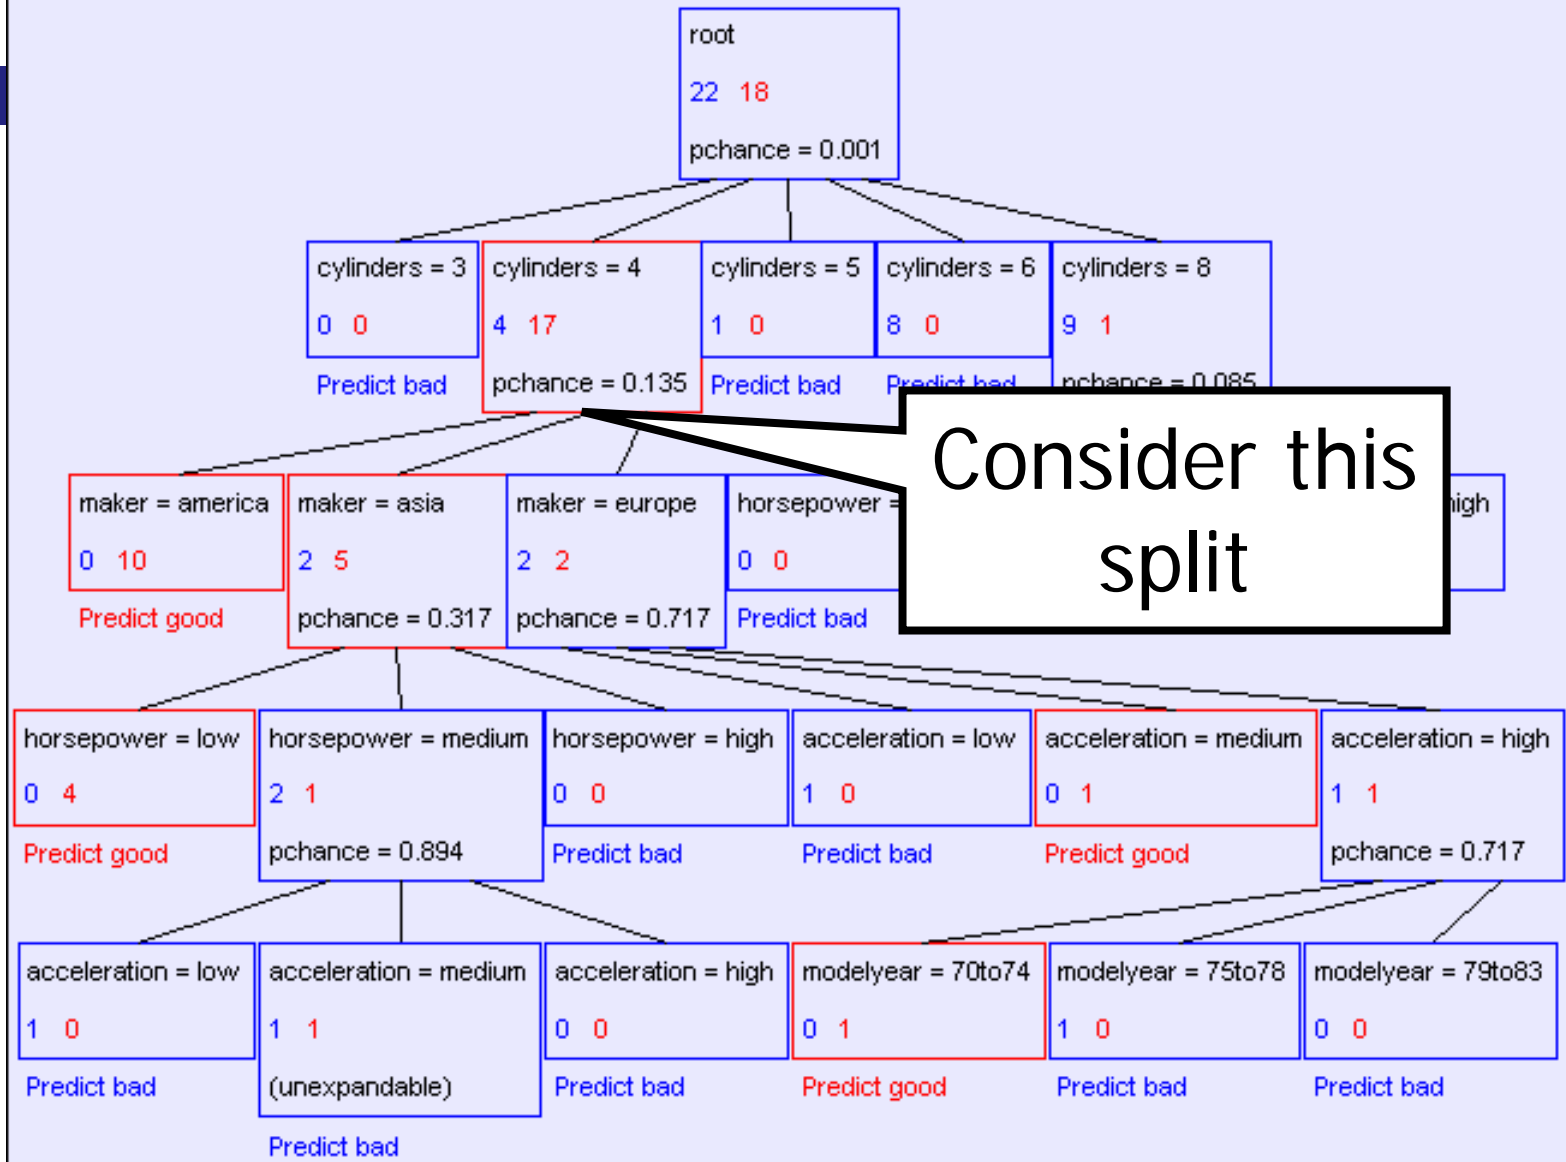 root
22 18
pchance = 0.001
cylinders = 3
0 0
Predict bad
cylinders = 4
4 17
pchance = 0.135
cylinders = 5
1 0
Predict bad
cylinders = 6
8 0
Predict bad
cylinders = 8
9 1
pchance = 0.085
Consider this
split
maker = america
0 10
Predict good
maker = asia
2 5
pchance = 0.317
maker = europe
2 2
pchance = 0.717
horsepower =
0 0
Predict bad
high
horsepower = low
0 4
Predict good
horsepower = medium
2 1
pchance = 0.894
horsepower = high
0 0
Predict bad
acceleration = low
1 0
Predict bad
acceleration = medium
0 1
Predict good
acceleration = high
1 1
pchance = 0.717
acceleration = low
1 0
Predict bad
acceleration = medium
1 1
(unexpandable)
Predict bad
acceleration = high
0 0
Predict bad
modelyear = 70to74
0 1
Predict good
modelyear = 75to78
1 0
Predict bad
modelyear = 79to83
0 0
Predict bad